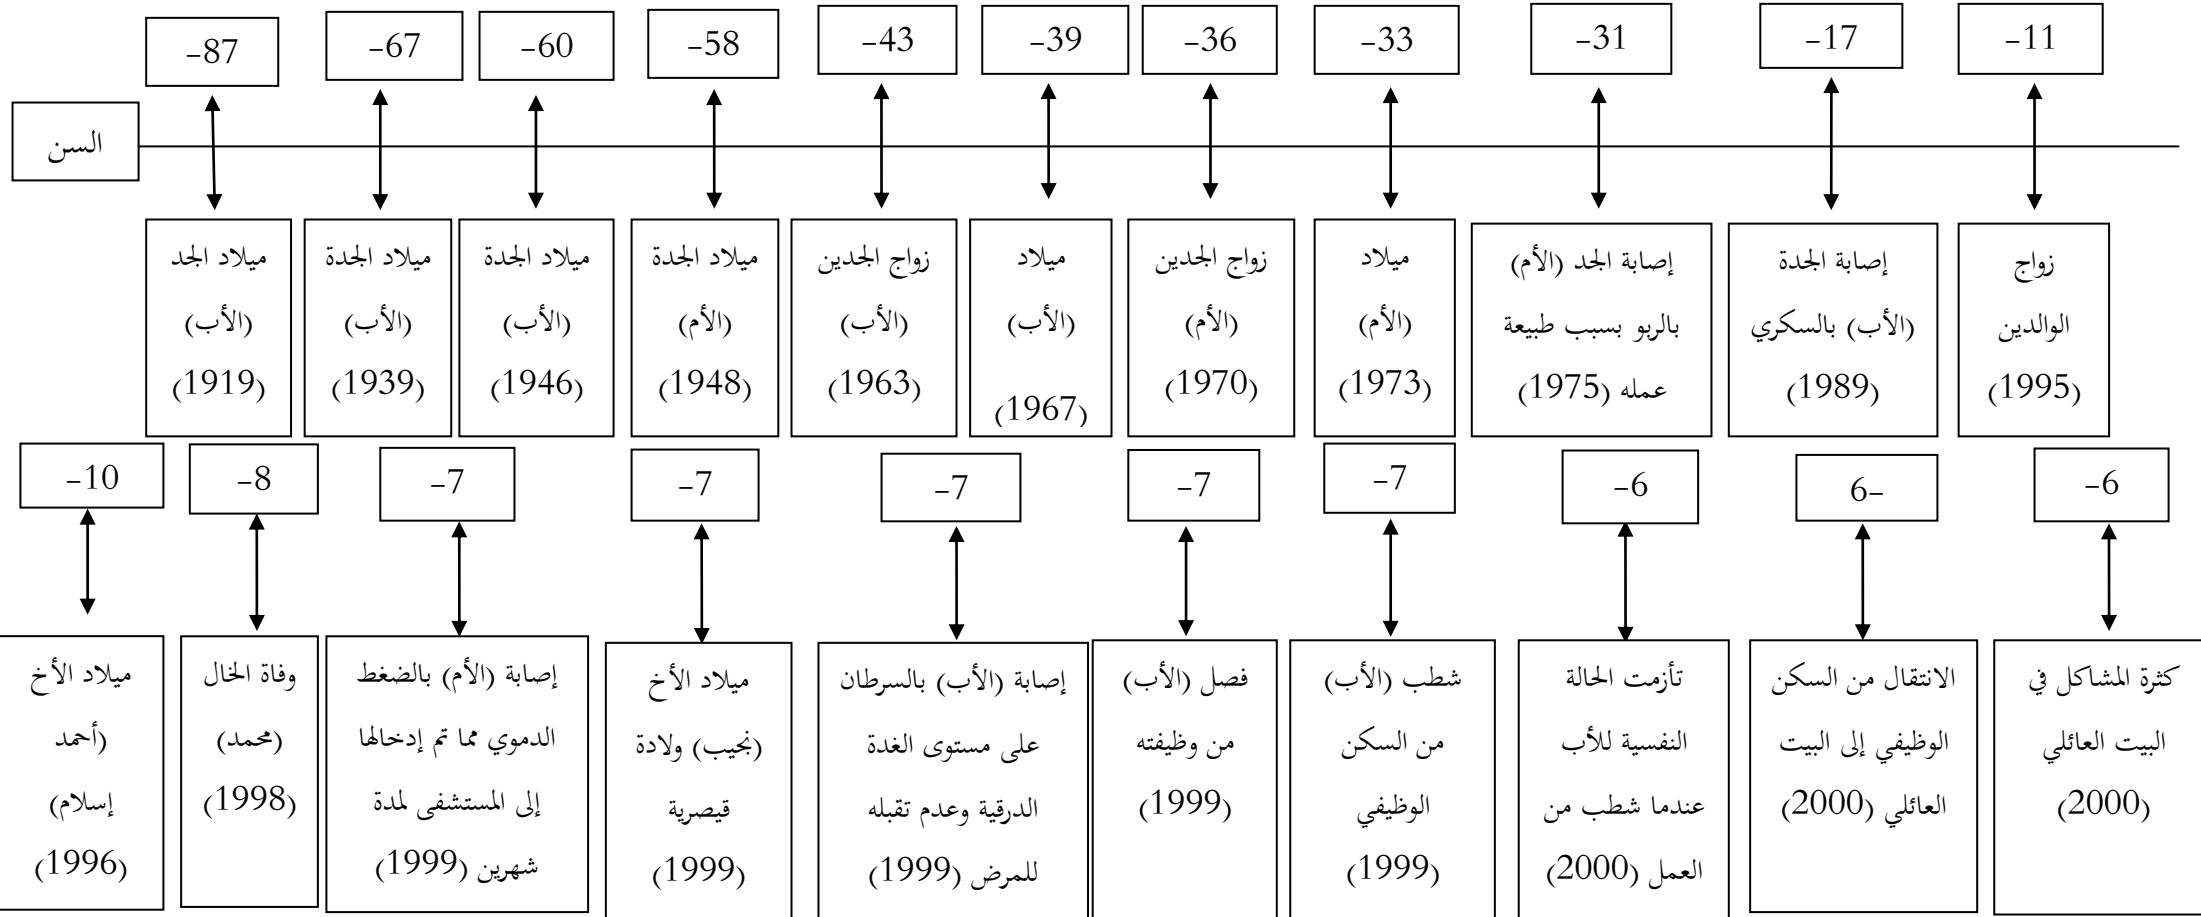 -87
-67
-60
-58
-43
-39
-36
-33
-31
-17
-11
السن
ميلاد الجد
(الأب)
(1919)
ميلاد الجدة
(الأب)
(1939)
ميلاد الجدة
(الأب)
(1946)
ميلاد الجدة
(الأم)
(1948)
زواج الجدين
(الأب)
(1963)
ميلاد
(الأب)
(1967)
زواج الجدين
(الأم)
(1970)
ميلاد
(الأم)
(1973)
إصابة الجد (الأم)
بالربو بسبب طبيعة
عمله (1975)
إصابة الجدة
(الأب) بالسكري
(1989)
زواج
الوالدين
(1995)
-10
-8
-7
-7
-7
-7
-7
-6
6-
-6
ميلاد الأخ
(أحمد
إسلام)
(1996)
وفاة الخال
(محمد)
(1998)
إصابة (الأم) بالضغط
الدموي مما تم إدخالها
إلى المستشفى لمدة
شهرين (1999)
ميلاد الأخ
(نجيب) ولادة
قيصرية
(1999)
إصابة (الأب) بالسرطان
على مستوى الغدة
الدرقية وعدم تقبله
للمرض (1999)
فصل (الأب)
من وظيفته
(1999)
شطب (الأب)
من السكن
الوظيفي
(1999)
تأزمت الحالة
النفسية للأب
عندما شطب من
العمل (2000)
الانتقال من السكن
الوظيفي إلى البيت
العائلي (2000)
كثرة المشاكل في
البيت العائلي
(2000)